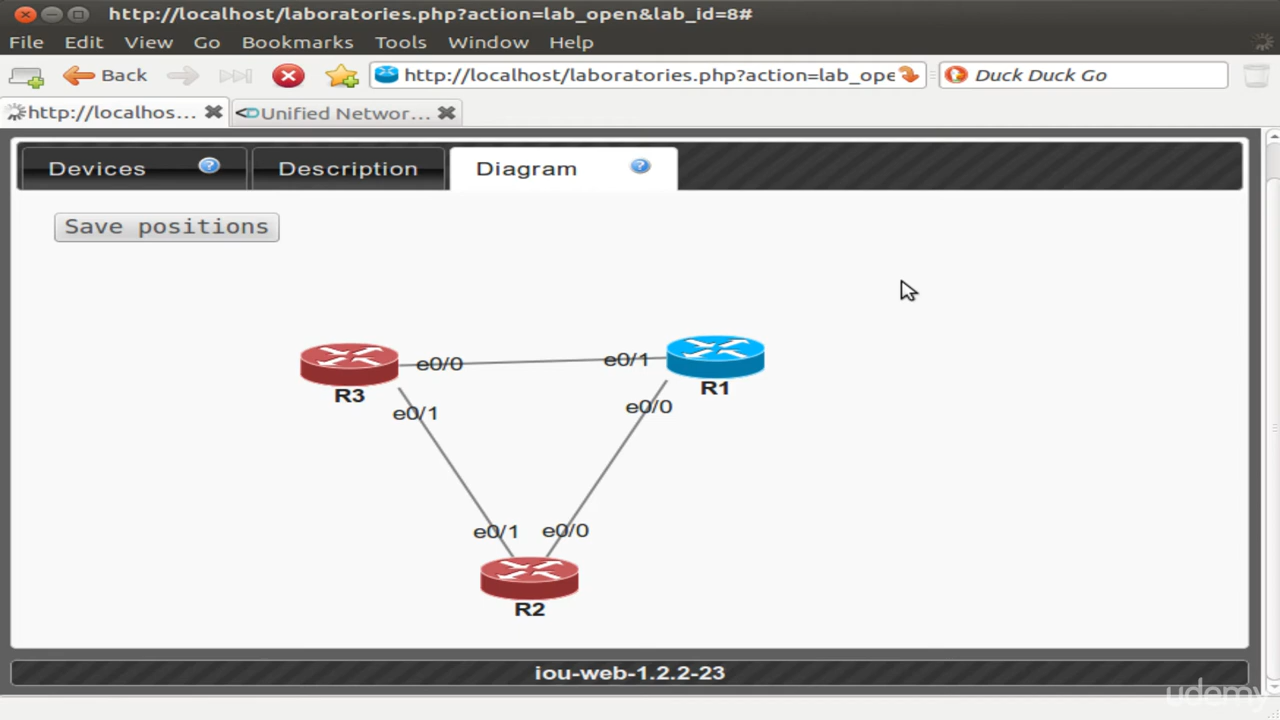 http://localhost/laboratories.php?action=lab_open&lab_id=8#
File Edit View Go Bookmarks Tools Window Help
Back http://localhost/laboratories.php?action=lab_ope Duck Duck Go
http://localhos... Unified Networ...
Devices ? Description Diagram ?
Save positions
e0/0 e0/1
R3 R1
e0/1 e0/0
e0/1 e0/0
R2
iou-web-1.2.2-23
udemy